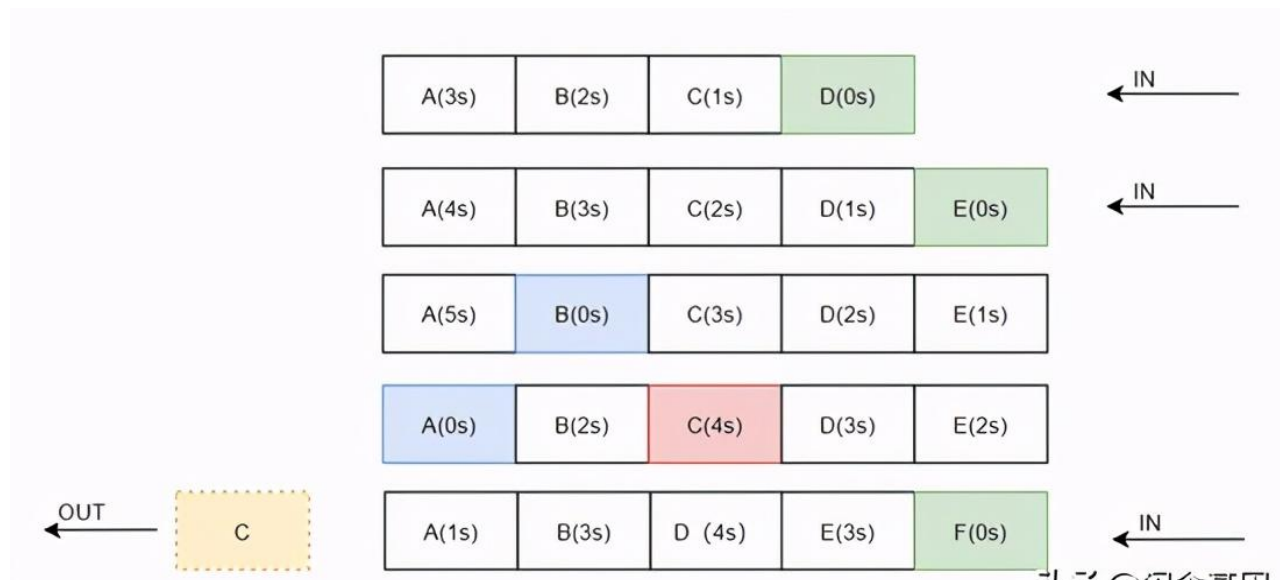 A(3s) B(2s) C(1s) D(0s) IN
A(4s) B(3s) C(2s) D(1s) E(0s) IN
A(5s) B(0s) C(3s) D(2s) E(1s)
A(0s) B(2s) C(4s) D(3s) E(2s)
OUT C A(1s) B(3s) D (4s) E(3s) F(0s) IN